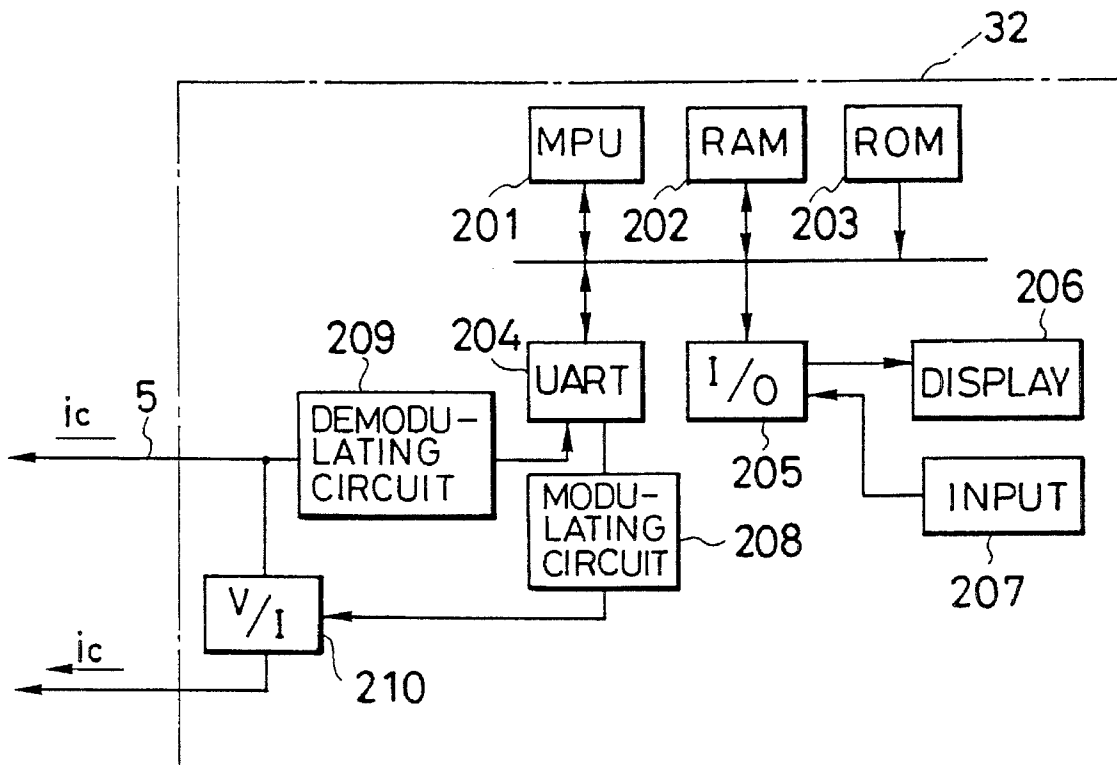 32
MPU
RAM
ROM
201
202
203
206
204
209
UART
I/O
DISPLAY
ic
5
DEMODU-
LATING
CIRCUIT
205
MODU-
LATING
CIRCUIT
208
INPUT
207
V/I
ic
210